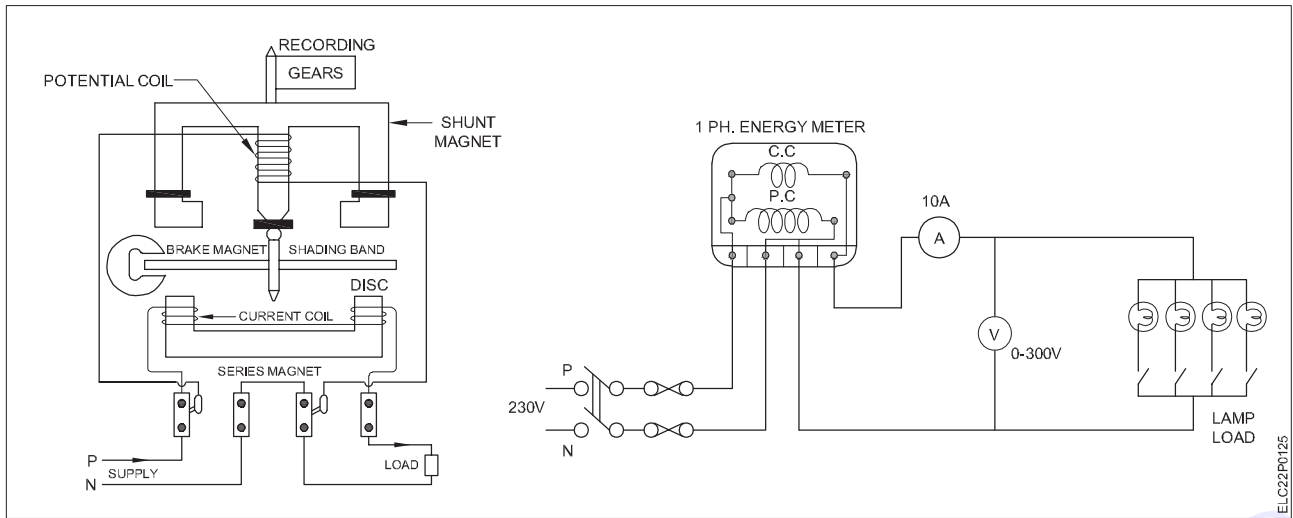 RECORDING
GEARS
POTENTIAL COIL
SHUNT
MAGNET
BRAKE MAGNET
SHADING BAND
DISC
CURRENT COIL
SERIES MAGNET
P
SUPPLY
N
LOAD
1 PH. ENERGY METER
C.C
P.C
10A
A
V
0-300V
P
230V
N
LAMP
LOAD
ELC22P0125